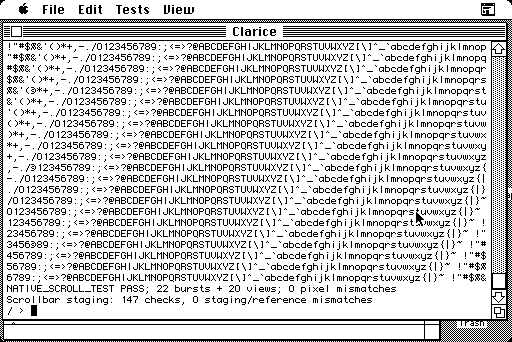 File Edit Tests View
Clarice
!"#$%&'()*+,-./0123456789:;<=>?@ABCDEFGHIJKLMNOPQRSTUVWXYZ[\]^_`abcdefghijklmnop
"#$%&'()*+,-./0123456789:;<=>?@ABCDEFGHIJKLMNOPQRSTUVWXYZ[\]^_`abcdefghijklmnopq
#$%&'()*+,-./0123456789:;<=>?@ABCDEFGHIJKLMNOPQRSTUVWXYZ[\]^_`abcdefghijklmnopqr
$%&'()*+,-./0123456789:;<=>?@ABCDEFGHIJKLMNOPQRSTUVWXYZ[\]^_`abcdefghijklmnopqrs
%&'()*+,-./0123456789:;<=>?@ABCDEFGHIJKLMNOPQRSTUVWXYZ[\]^_`abcdefghijklmnopqrst
&'()*+,-./0123456789:;<=>?@ABCDEFGHIJKLMNOPQRSTUVWXYZ[\]^_`abcdefghijklmnopqrstu
'()*+,-./0123456789:;<=>?@ABCDEFGHIJKLMNOPQRSTUVWXYZ[\]^_`abcdefghijklmnopqrstuv
()*+,-./0123456789:;<=>?@ABCDEFGHIJKLMNOPQRSTUVWXYZ[\]^_`abcdefghijklmnopqrstuvw
)*+,-./0123456789:;<=>?@ABCDEFGHIJKLMNOPQRSTUVWXYZ[\]^_`abcdefghijklmnopqrstuvwx
*+,-./0123456789:;<=>?@ABCDEFGHIJKLMNOPQRSTUVWXYZ[\]^_`abcdefghijklmnopqrstuvwxy
+,-./0123456789:;<=>?@ABCDEFGHIJKLMNOPQRSTUVWXYZ[\]^_`abcdefghijklmnopqrstuvwxyz
,-./0123456789:;<=>?@ABCDEFGHIJKLMNOPQRSTUVWXYZ[\]^_`abcdefghijklmnopqrstuvwxyz{
-./0123456789:;<=>?@ABCDEFGHIJKLMNOPQRSTUVWXYZ[\]^_`abcdefghijklmnopqrstuvwxyz{|
./0123456789:;<=>?@ABCDEFGHIJKLMNOPQRSTUVWXYZ[\]^_`abcdefghijklmnopqrstuvwxyz{|}
/0123456789:;<=>?@ABCDEFGHIJKLMNOPQRSTUVWXYZ[\]^_`abcdefghijklmnopqrstuvwxyz{|}~
0123456789:;<=>?@ABCDEFGHIJKLMNOPQRSTUVWXYZ[\]^_`abcdefghijklmnopqrstuvwxyz{|}~
123456789:;<=>?@ABCDEFGHIJKLMNOPQRSTUVWXYZ[\]^_`abcdefghijklmnopqrstuvwxyz{|}~ !
23456789:;<=>?@ABCDEFGHIJKLMNOPQRSTUVWXYZ[\]^_`abcdefghijklmnopqrstuvwxyz{|}~ !"
3456789:;<=>?@ABCDEFGHIJKLMNOPQRSTUVWXYZ[\]^_`abcdefghijklmnopqrstuvwxyz{|}~ !"#
456789:;<=>?@ABCDEFGHIJKLMNOPQRSTUVWXYZ[\]^_`abcdefghijklmnopqrstuvwxyz{|}~ !"#$
56789:;<=>?@ABCDEFGHIJKLMNOPQRSTUVWXYZ[\]^_`abcdefghijklmnopqrstuvwxyz{|}~ !"#$%
6789:;<=>?@ABCDEFGHIJKLMNOPQRSTUVWXYZ[\]^_`abcdefghijklmnopqrstuvwxyz{|}~ !"#$%&
NATIVE_SCROLL_TEST PASS; 22 bursts + 20 views; 0 pixel mismatches
Scrollbar staging: 147 checks, 0 staging/reference mismatches
/ >
Trash